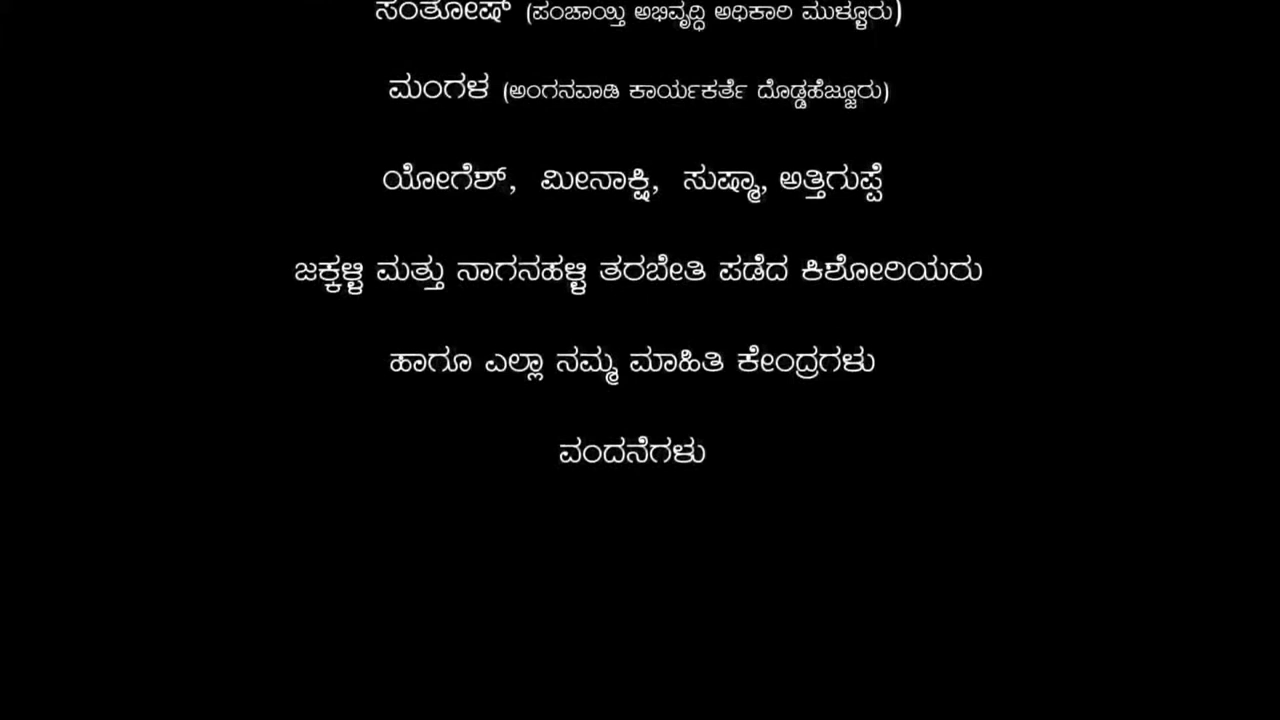 ಸಂತೋಷ್ (ಪಂಚಾಯ್ತಿ ಅಭಿವೃದ್ಧಿ ಅಧಿಕಾರಿ ಮುಳ್ಳೂರು)
ಮಂಗಳ (ಅಂಗನವಾಡಿ ಕಾರ್ಯಕರ್ತೆ ದೊಡ್ಡಹೆಜ್ಜೂರು)
ಯೋಗೆಶ್, ಮೀನಾಕ್ಷಿ, ಸುಷ್ಮಾ, ಅತ್ತಿಗುಪ್ಪೆ
ಜಕ್ಕಳ್ಳಿ ಮತ್ತು ನಾಗನಹಳ್ಳಿ ತರಬೇತಿ ಪಡೆದ ಕಿಶೋರಿಯರು
ಹಾಗೂ ಎಲ್ಲಾ ನಮ್ಮ ಮಾಹಿತಿ ಕೇಂದ್ರಗಳು
ವಂದನೆಗಳು